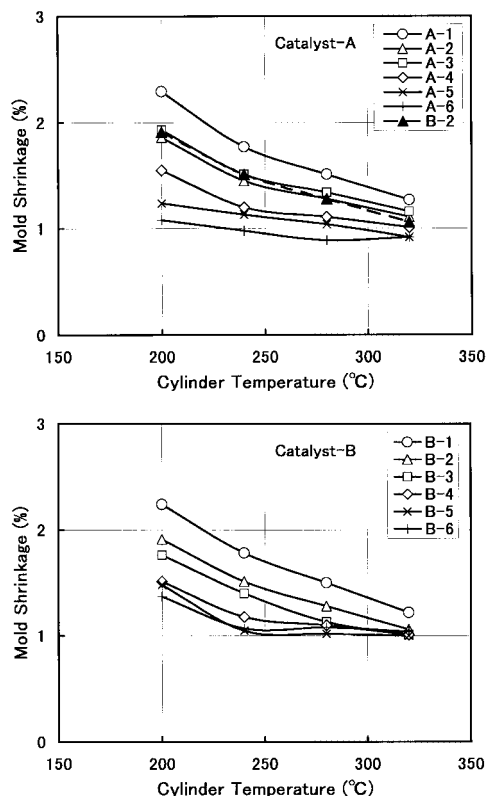 3
Catalyst-A
A-1
A-2
A-3
A-4
A-5
A-6
B-2
2
1
0
Mold Shrinkage (%)
150 200 250 300 350
Cylinder Temperature (℃)
3
Catalyst-B
B-1
B-2
B-3
B-4
B-5
B-6
2
1
0
Mold Shrinkage (%)
150 200 250 300 350
Cylinder Temperature (℃)